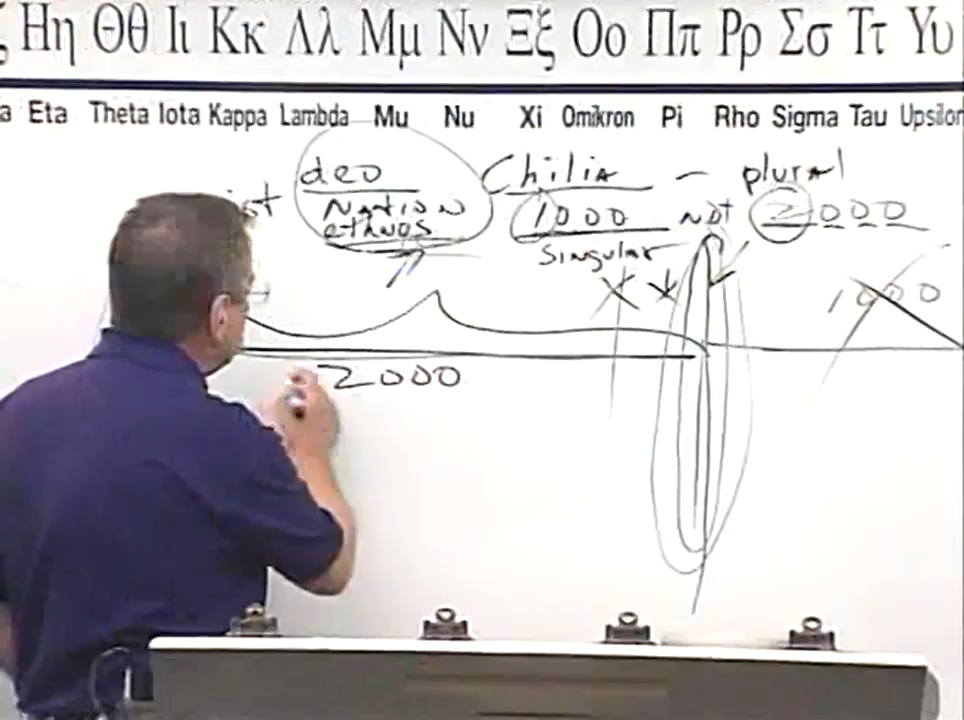 Ηη Θθ Ιι Κκ Λλ Μμ Νν Ξξ Οο Ππ Ρρ Σσ Ττ Υυ
a Eta Theta Iota Kappa Lambda Mu Nu Xi Omikron Pi Rho Sigma Tau Upsilon
deo Chilia - plural
Nation 1000 not 2000
ethnos singular
1000
2000